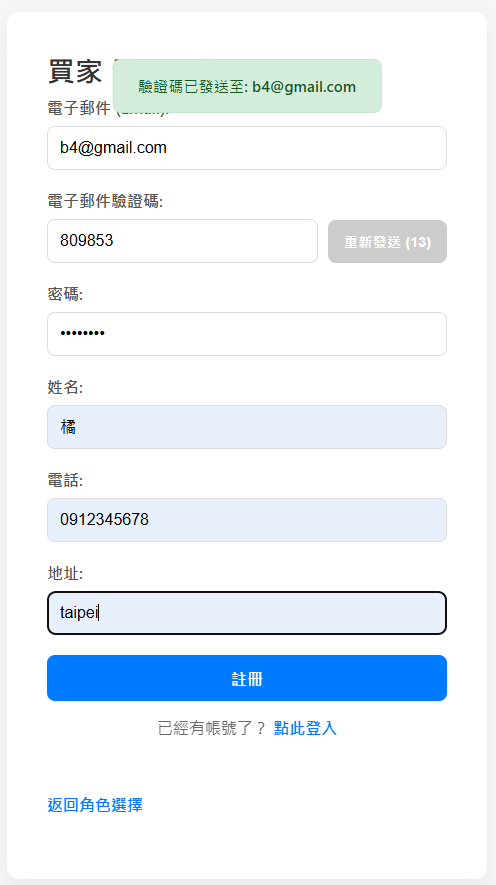 買家
驗證碼已發送至: b4@gmail.com
電子郵件
b4@gmail.com
電子郵件驗證碼:
809853
重新發送 (13)
密碼:
••••••••
姓名:
橘
電話:
0912345678
地址:
taipei
註冊
已經有帳號了？ 點此登入
返回角色選擇